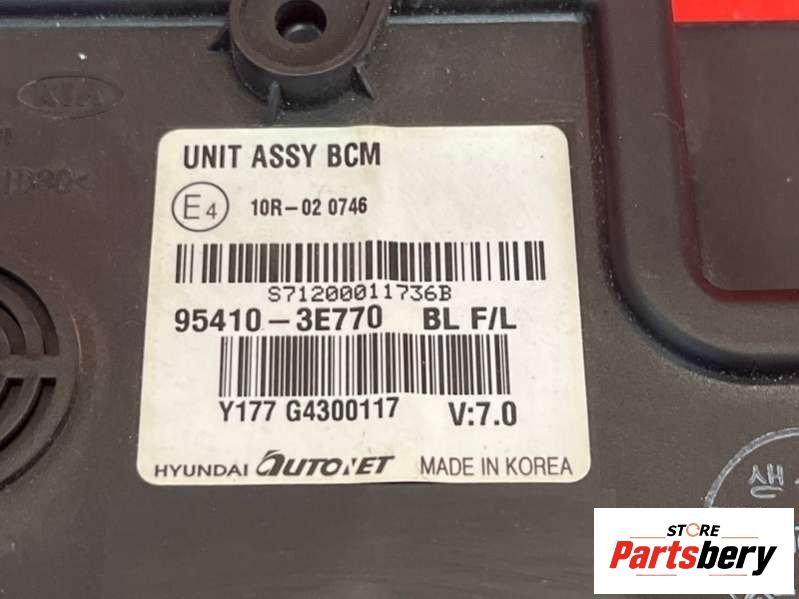 KIA
UNIT ASSY BCM
E4 10R-02 0746
S71200011736B
95410-3E770 BL F/L
Y177 G4300117 V:7.0
HYUNDAI AUTONET MADE IN KOREA
생
STORE
Partsbery